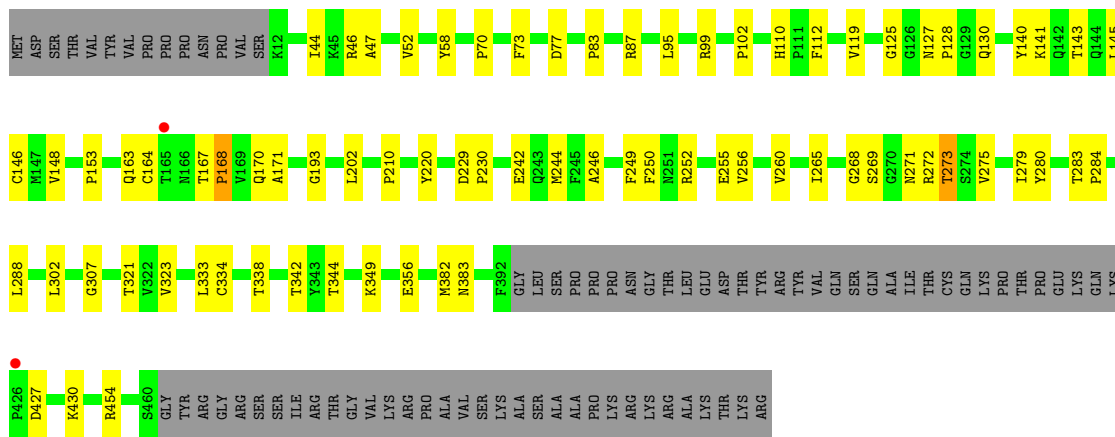 MET ASP SER THR VAL TYR VAL PRO PRO PRO ASN PRO VAL SER K12 I44 K45 R46 A47 V52 Y58 P70 F73 D77 P83 R87 L95 R99 P102 H110 P111 F112 V119 G125 G126 N127 P128 G129 Q130 Y140 K141 Q142 T143 Q144 L145
C146 M147 V148 P153 Q163 C164 T165 N166 T167 P168 V169 Q170 A171 G193 L202 P210 Y220 D229 P230 E242 Q243 M244 F245 A246 F249 F250 N251 R252 E255 V256 V260 I265 G268 S269 G270 N271 R272 T273 S274 V275 I279 Y280 T283 P284
L288 L302 G307 T321 V322 V323 L333 C334 T338 T342 Y343 T344 K349 E356 M382 N383 F392 GLY LEU SER PRO PRO PRO ASN GLY THR LEU GLU ASP THR TYR ARG TYR VAL GLN SER GLN ALA ILE THR CYS GLN LYS PRO THR PRO GLU LYS GLN LYS
P426 D427 K430 R454 S460 GLY TYR ARG GLY ARG SER SER ILE ARG THR GLY VAL LYS ARG PRO ALA VAL SER LYS ALA SER ALA ALA PRO LYS ARG LYS ARG ALA LYS THR LYS ARG